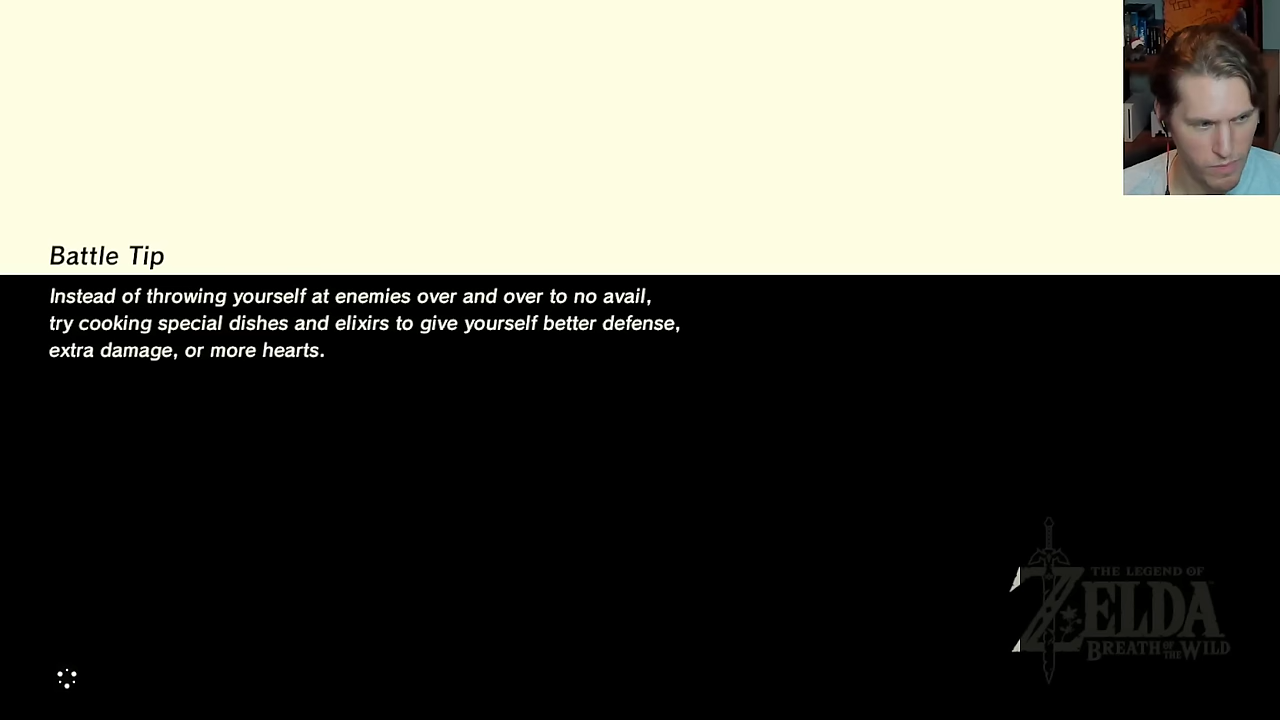 Battle Tip
Instead of throwing yourself at enemies over and over to no avail,
try cooking special dishes and elixirs to give yourself better defense,
extra damage, or more hearts.
THE LEGEND OF
ZELDA
BREATH OF THE WILD